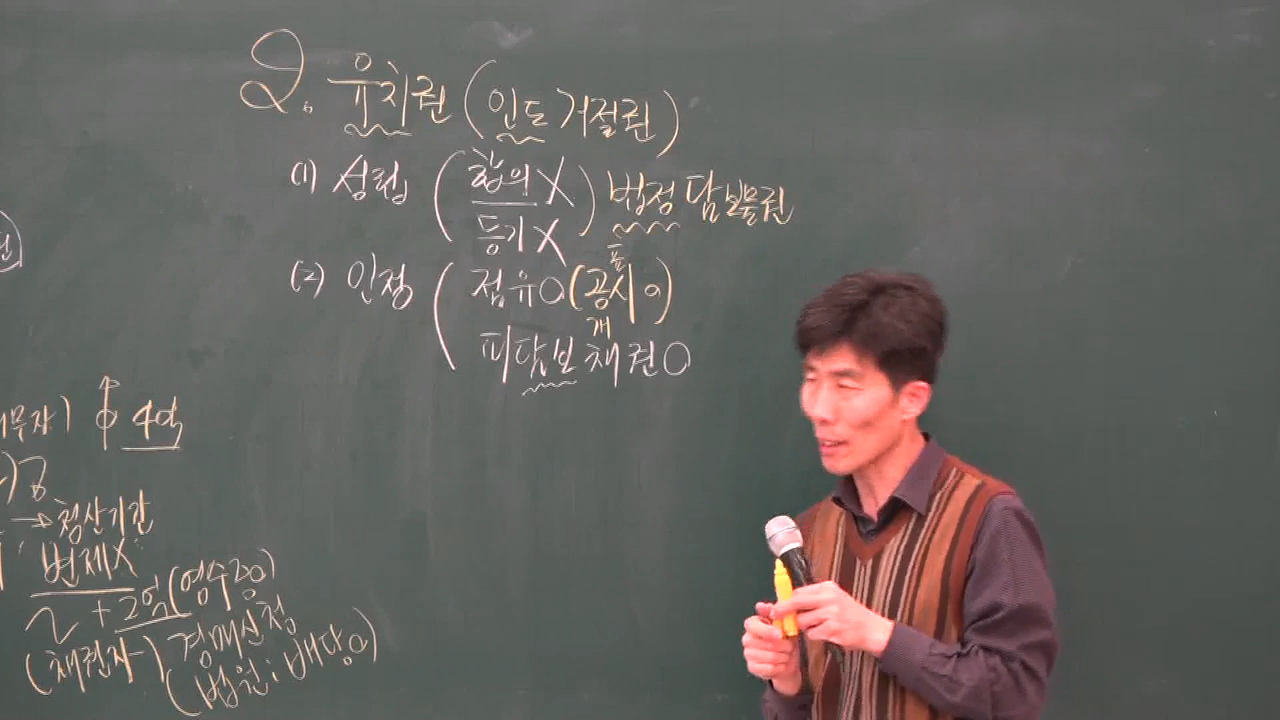 2. 유치권 (인도 거절권)
(1) 성립 (합의 X
등기 X) 법정 담보물권
(2) 인정 (점유O (공시 O)
개
피담보 채권O
무자) 4억
→ 청산기간
변제X
+ 2억 (영수증O)
(채권자-) (경매신청
법원: 배당O)